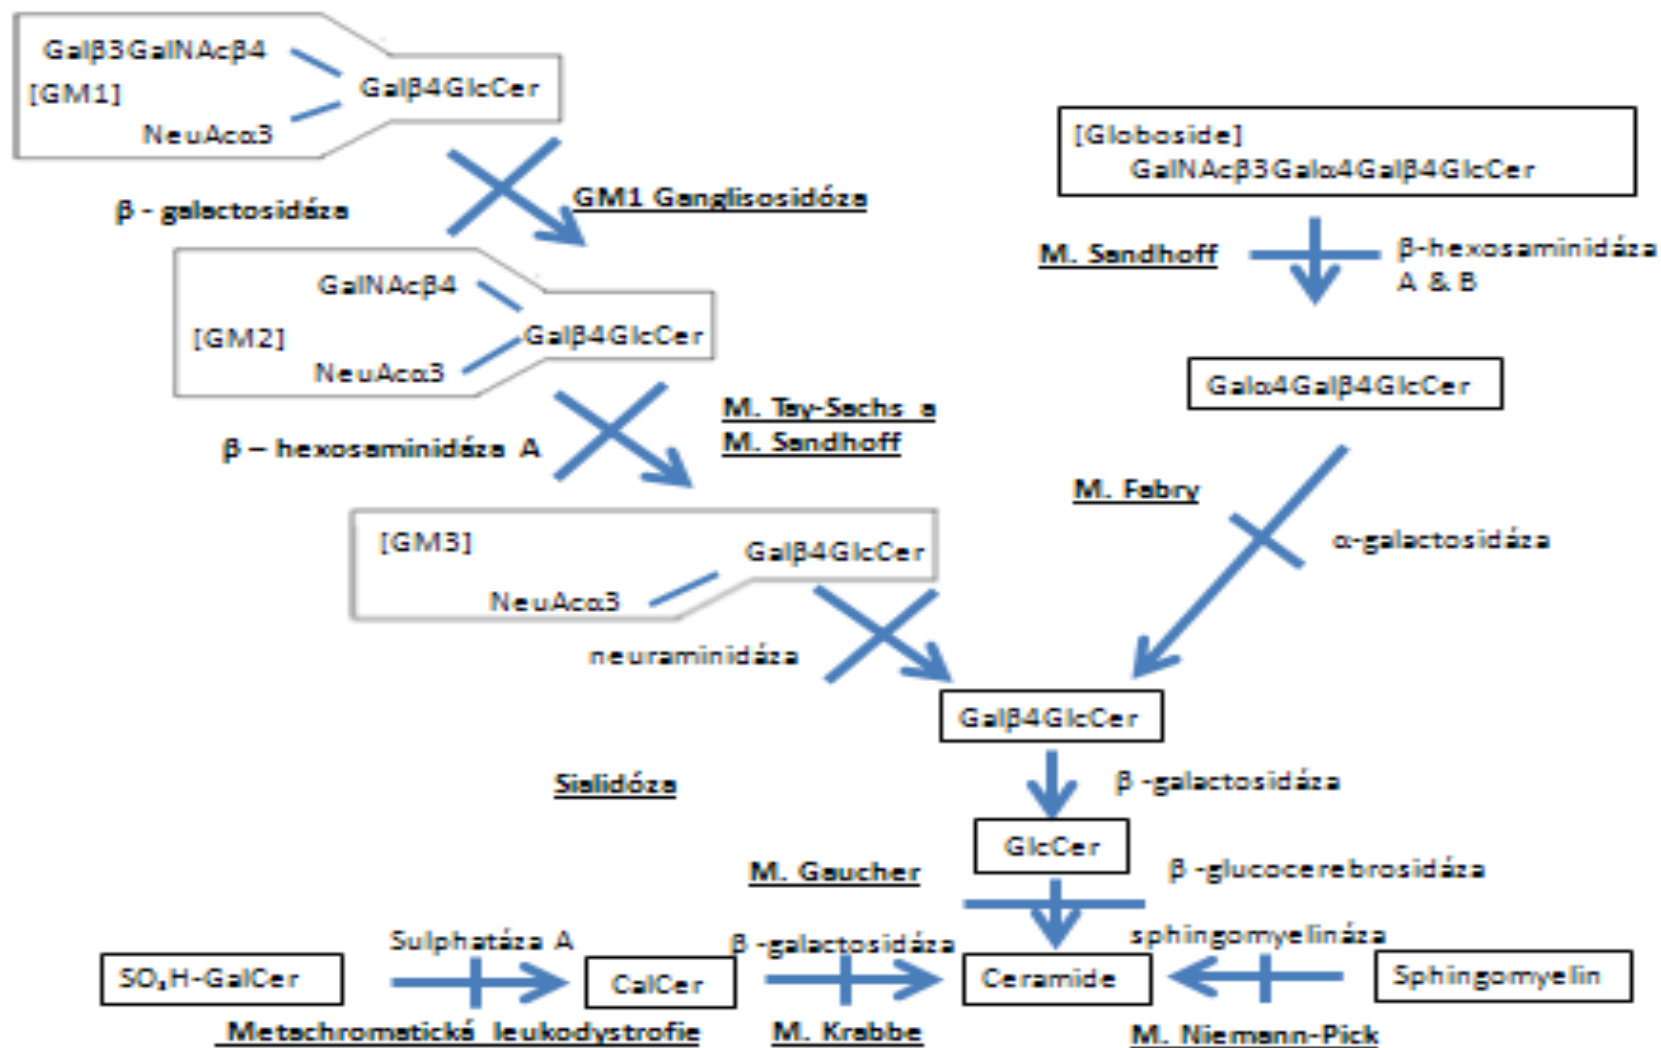 Galβ3GalNAcβ4
[GM1]
Galβ4GlcCer
NeuAcα3
β - galactosidáza
GM1 Ganglisosidóza
[Globoside]
GalNAcβ3Galα4Galβ4GlcCer
M. Sandhoff
β-hexosaminidáza
A & B
GalNAcβ4
[GM2]
Galβ4GlcCer
NeuAcα3
β – hexosaminidáza A
M. Tay-Sachs a
M. Sandhoff
Galα4Galβ4GlcCer
M. Fabry
α-galactosidáza
[GM3]
Galβ4GlcCer
NeuAcα3
neuraminidáza
Galβ4GlcCer
Sialidóza
β -galactosidáza
GlcCer
M. Gaucher
β -glucocerebrosidáza
Sulphatáza A
β -galactosidáza
sphingomyelináza
SO₃H-GalCer
CalCer
Ceramide
Sphingomyelin
Metachromatická leukodystrofie
M. Krabbe
M. Niemann-Pick